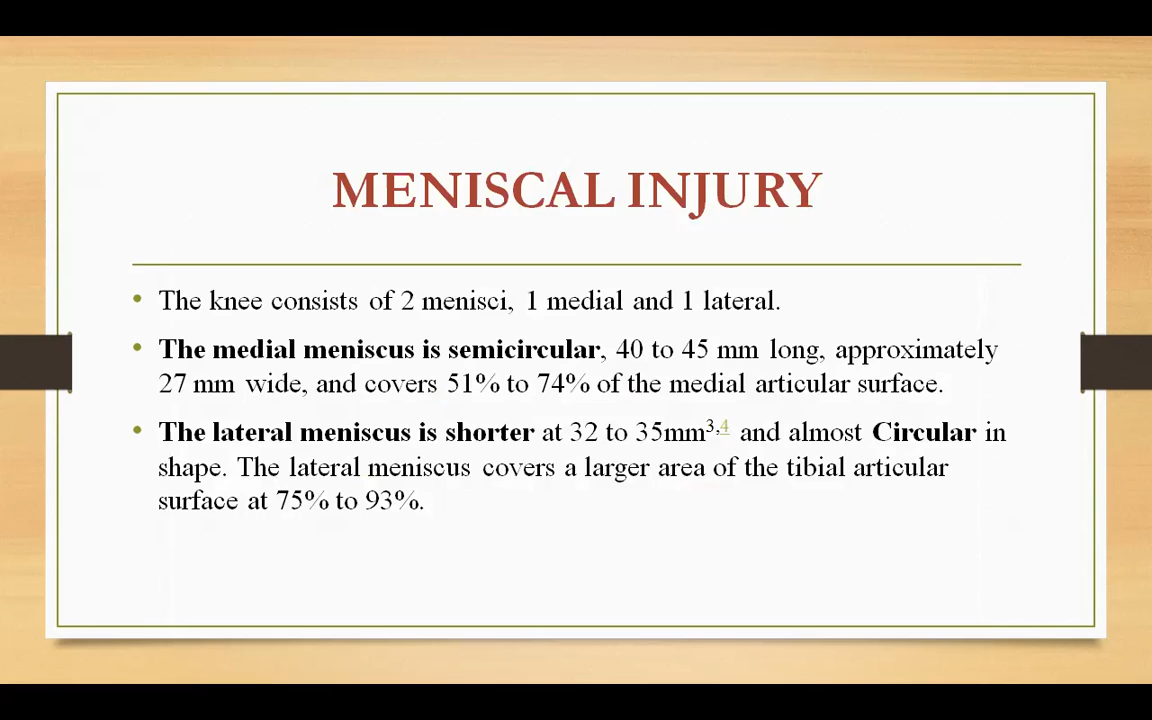 MENISCAL INJURY
• The knee consists of 2 menisci, 1 medial and 1 lateral.
• The medial meniscus is semicircular, 40 to 45 mm long, approximately
27 mm wide, and covers 51% to 74% of the medial articular surface.
• The lateral meniscus is shorter at 32 to 35mm³,⁴ and almost Circular in
shape. The lateral meniscus covers a larger area of the tibial articular
surface at 75% to 93%.